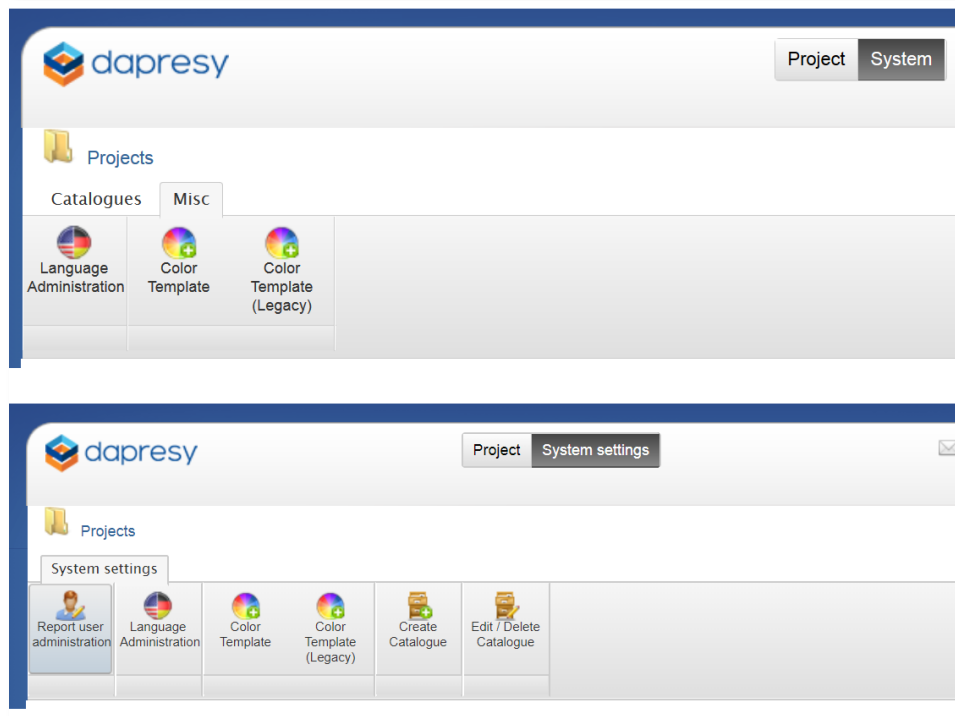 dapresy
Project System
Projects
Catalogues Misc
Language Color Color
Administration Template Template
(Legacy)
dapresy
Project System settings
Projects
System settings
Report user Language Color Color Create Edit / Delete
administration Administration Template Template Catalogue Catalogue
(Legacy)